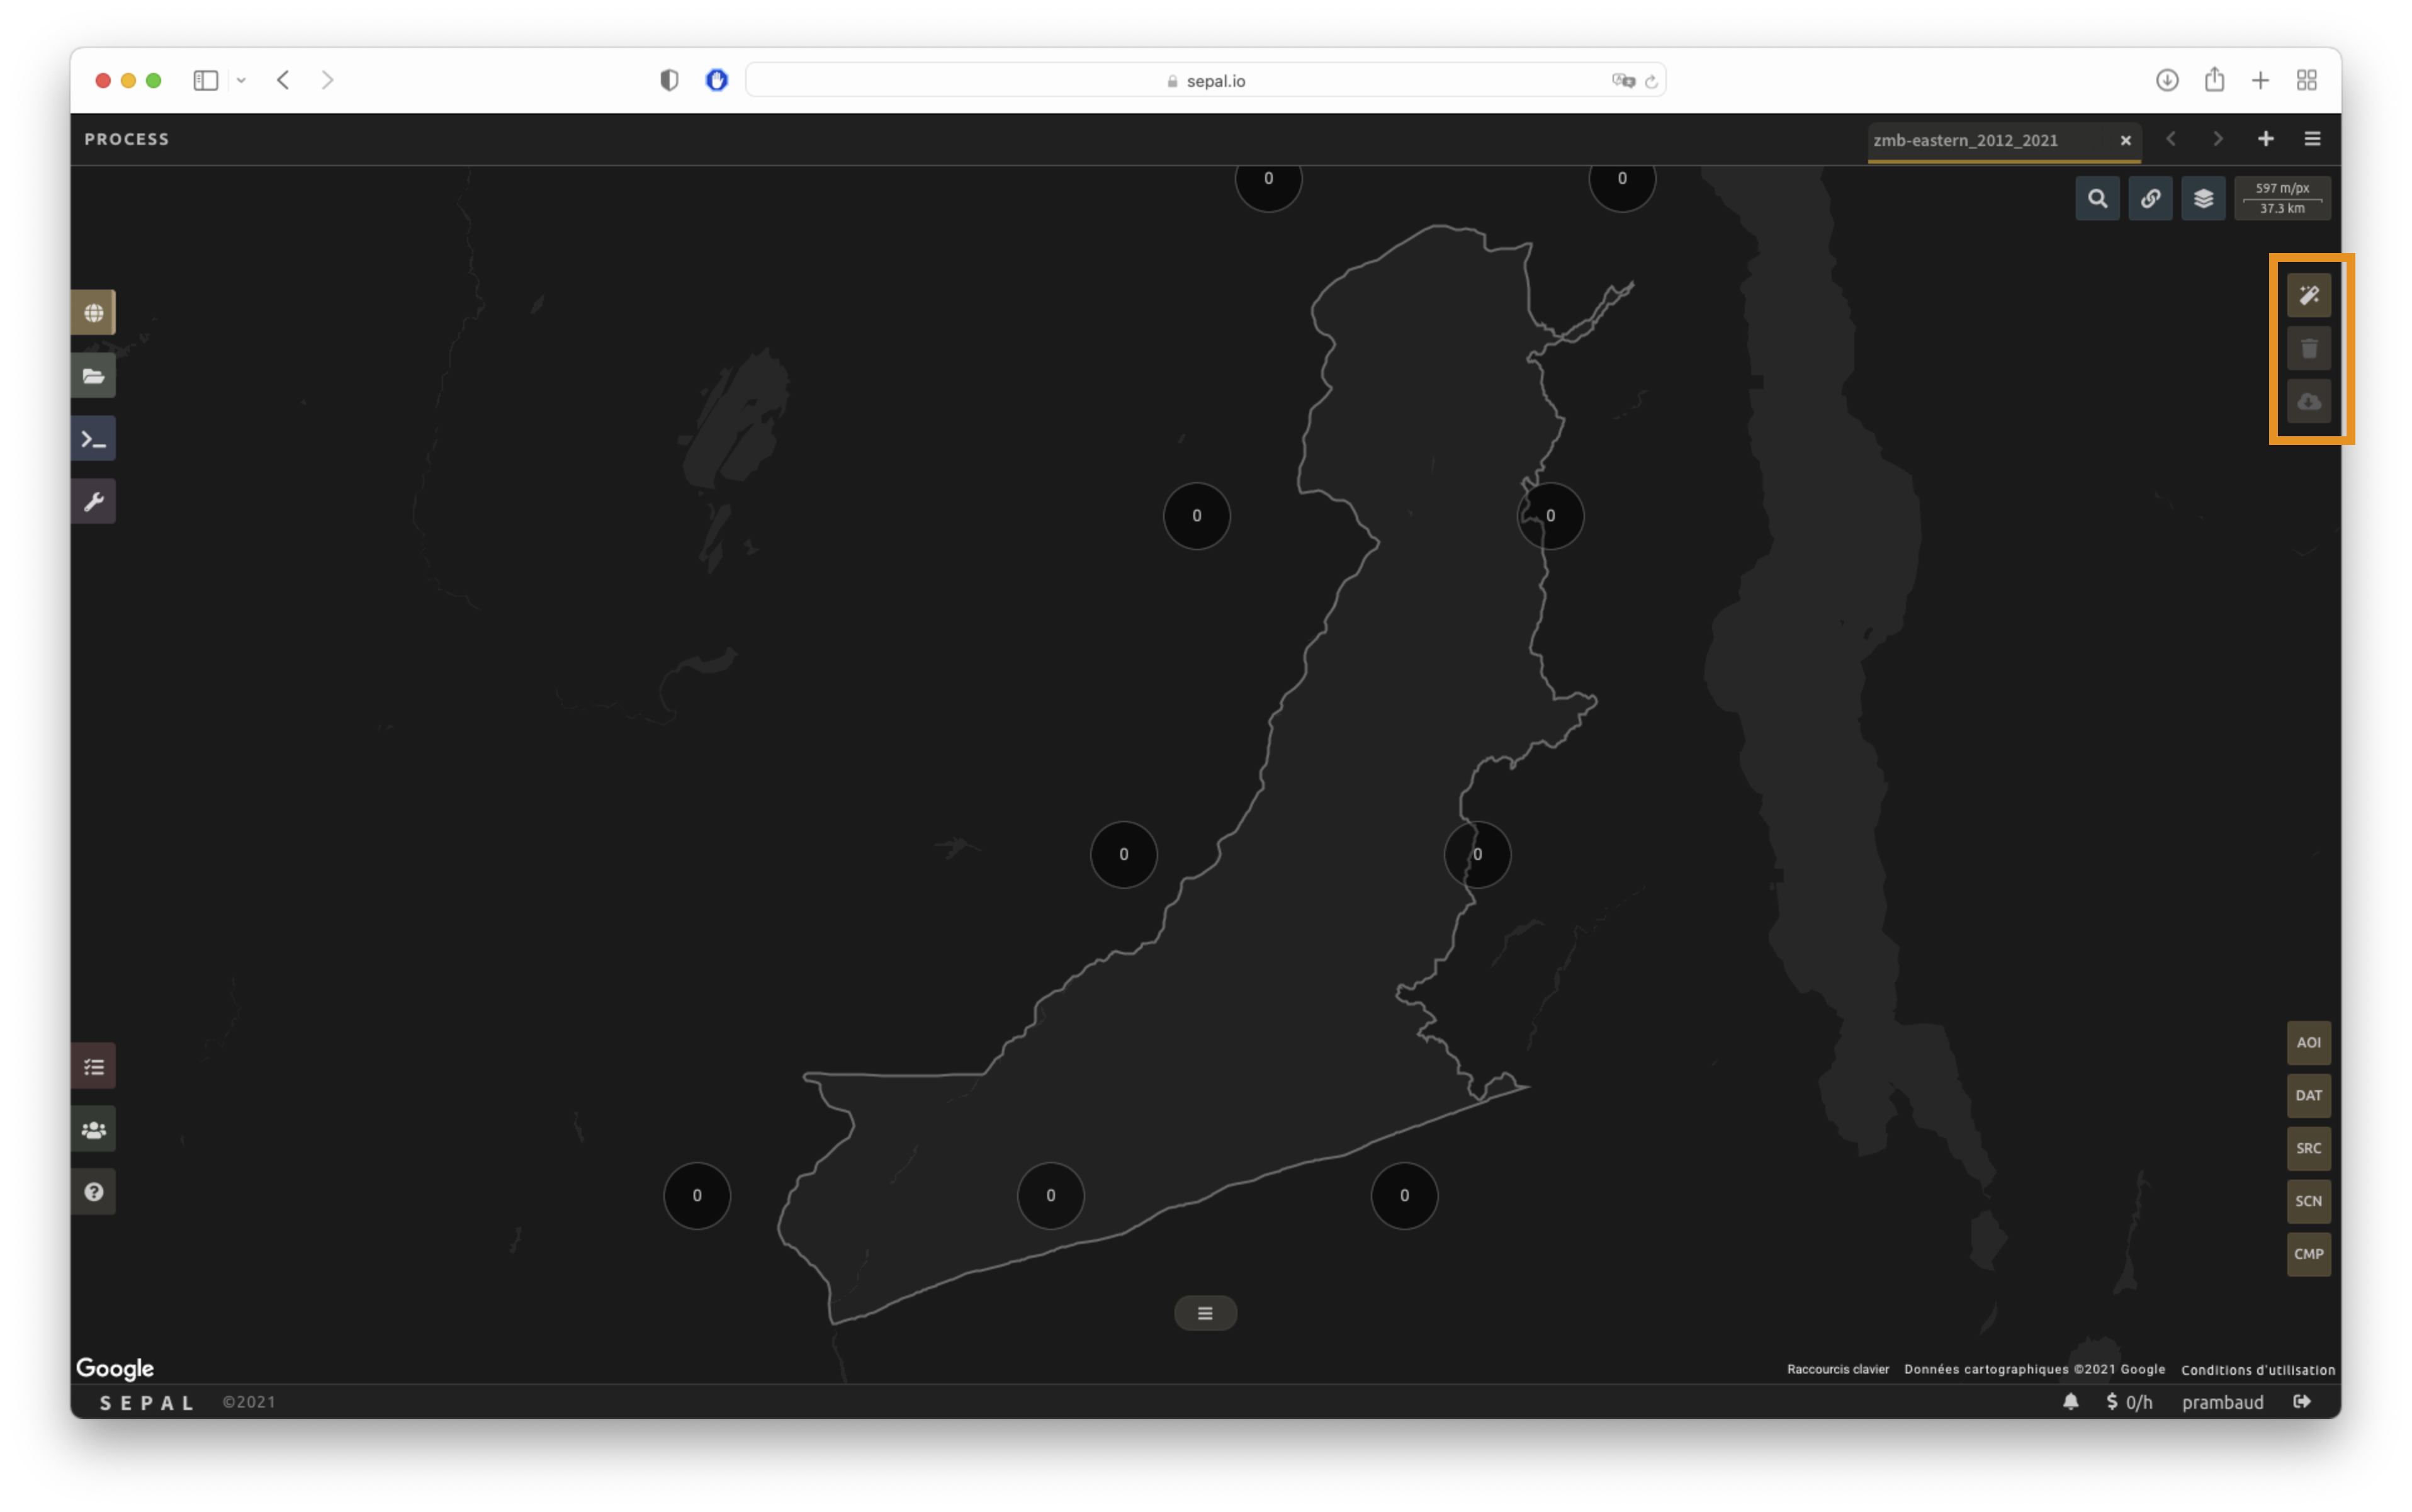 sepal.io
PROCESS
zmb-eastern_2012_2021
597 m/px
37.3 km
0
0
0
0
0
0
0
0
0
AOI
DAT
SRC
SCN
CMP
Google
Raccourcis clavier
Données cartographiques ©2021 Google
Conditions d'utilisation
SEPAL
©2021
$ 0/h
prambaud